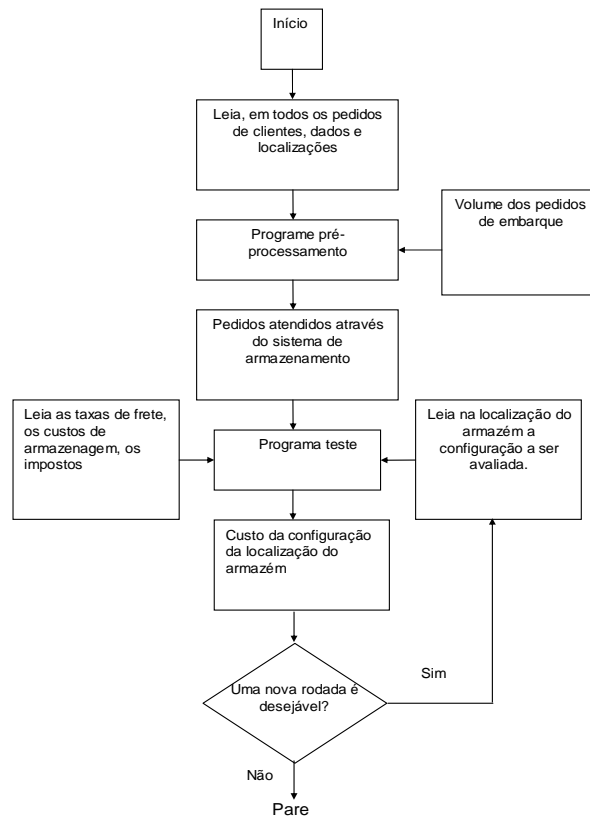 Início
Leia, em todos os pedidos
de clientes, dados e
localizações
Volume dos pedidos
de embarque
Programe pré-
processamento
Pedidos atendidos através
do sistema de
armazenamento
Leia as taxas de frete,
os custos de
armazenagem, os
impostos
Programa teste
Leia na localização do
armazém a
configuração a ser
avaliada.
Custo da configuração
da localização do
armazém
Uma nova rodada é
desejável?
Sim
Não
Pare